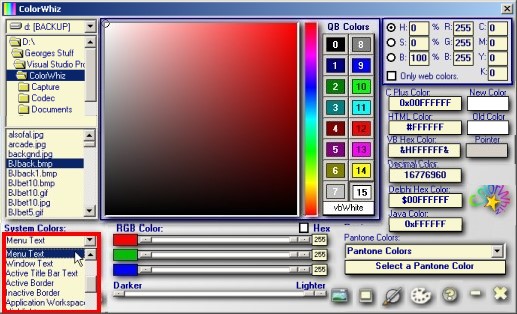 ColorWhiz
d: [BACKUP]
D:\
Georges Stuff
Visual Studio Pro
ColorWhiz
Capture
Codec
Documents
alsofal.jpg
arcade.jpg
backgnd.jpg
BJback.bmp
BJback1.bmp
BJbet10.bmp
BJbet10.gif
BJbet10.jpg
BJbet5.gif
QB Colors
0 8
1 9
2 10
3 11
4 12
5 13
6 14
7 15
vbWhite
H: 0 % R: 255 C: 0
S: 0 % G: 255 M: 0
B: 100 % B: 255 Y: 0
Only web colors. K: 0
C Plus Color: New Color
0x00FFFFFF
HTML Color: Old Color
#FFFFFF
VB Hex Color: Pointer
&HFFFFFF&
Decimal Color:
16776960
Delphi Hex Color:
$00FFFFFF
Java Color:
0xFFFFFF
System Colors:
Menu Text
Menu Text
Window Text
Active Title Bar Text
Active Border
Inactive Border
Application Workspace
RGB Color: Hex
255
255
255
Darker Lighter
Pantone Colors:
Pantone Colors
Select a Pantone Color